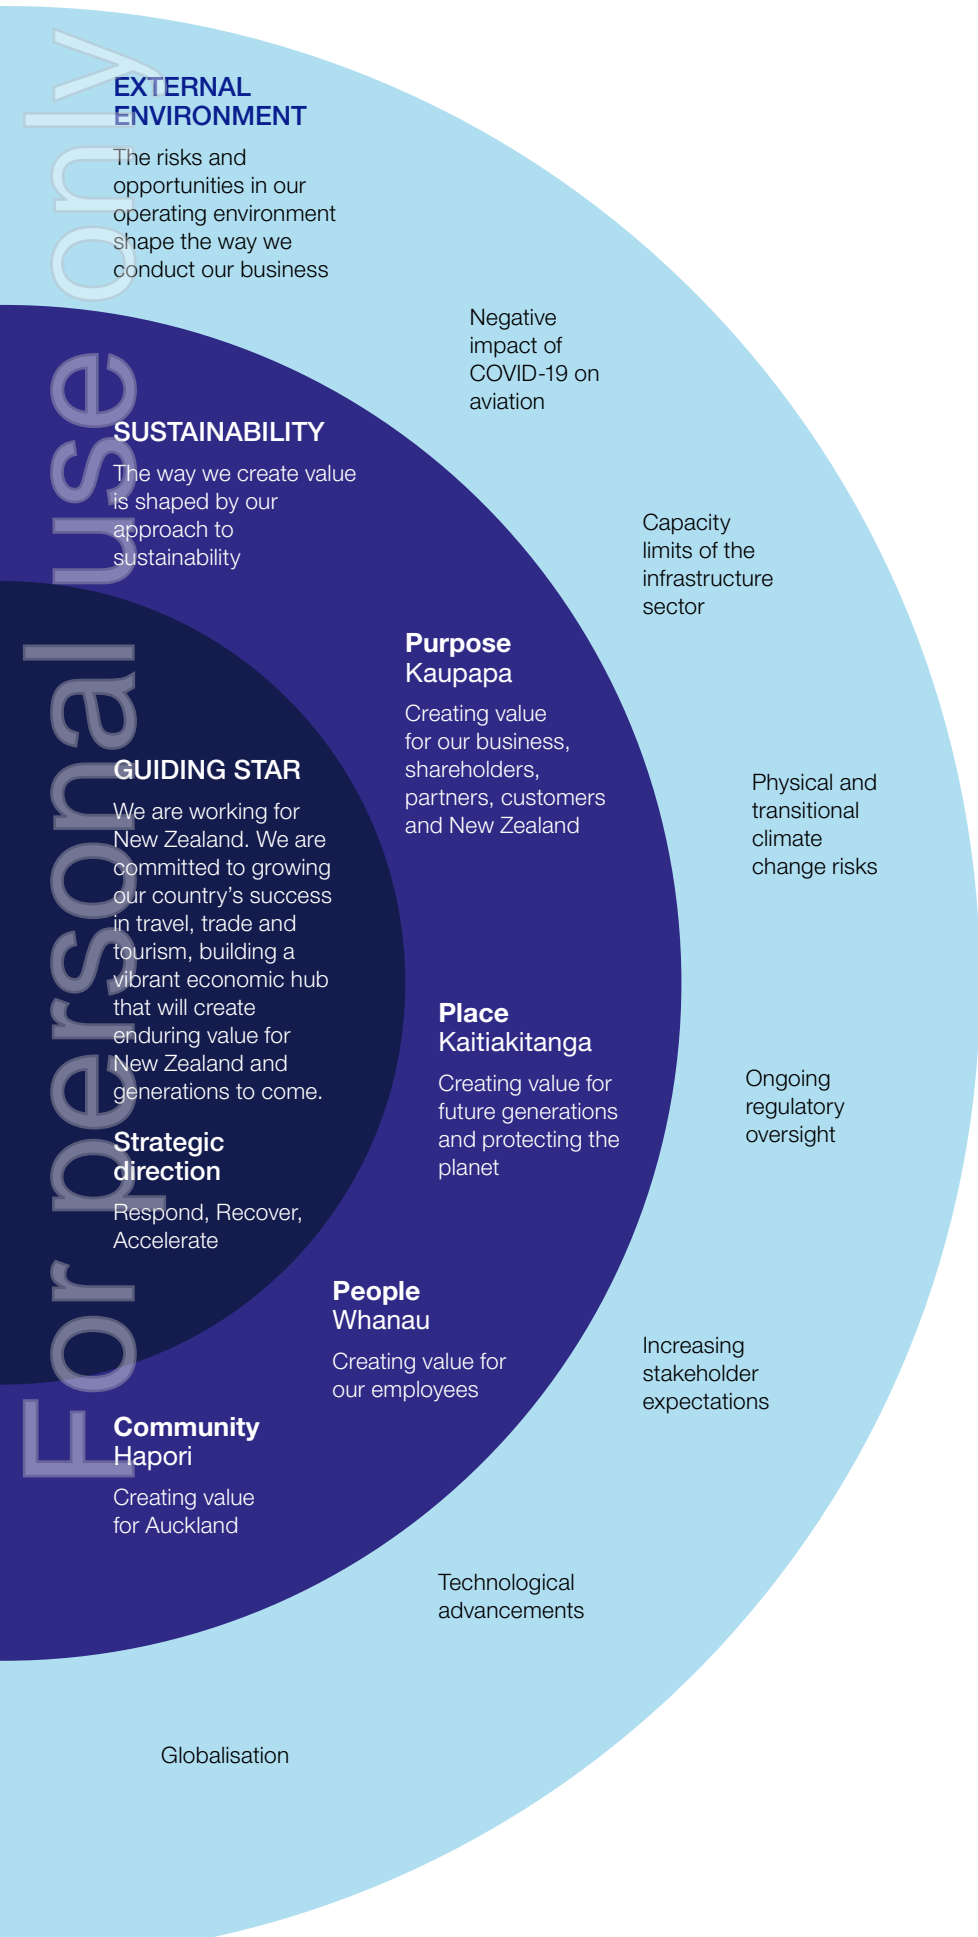 For personal use only
EXTERNAL
ENVIRONMENT
The risks and
opportunities in our
operating environment
shape the way we
conduct our business
Negative
impact of
COVID-19 on
aviation
Capacity
limits of the
infrastructure
sector
Physical and
transitional
climate
change risks
Ongoing
regulatory
oversight
Increasing
stakeholder
expectations
Technological
advancements
Globalisation
SUSTAINABILITY
The way we create value
is shaped by our
approach to
sustainability
Purpose
Kaupapa
Creating value
for our business,
shareholders,
partners, customers
and New Zealand
Place
Kaitiakitanga
Creating value for
future generations
and protecting the
planet
People
Whanau
Creating value for
our employees
Community
Hapori
Creating value
for Auckland
GUIDING STAR
We are working for
New Zealand. We are
committed to growing
our country’s success
in travel, trade and
tourism, building a
vibrant economic hub
that will create
enduring value for
New Zealand and
generations to come.
Strategic
direction
Respond, Recover,
Accelerate